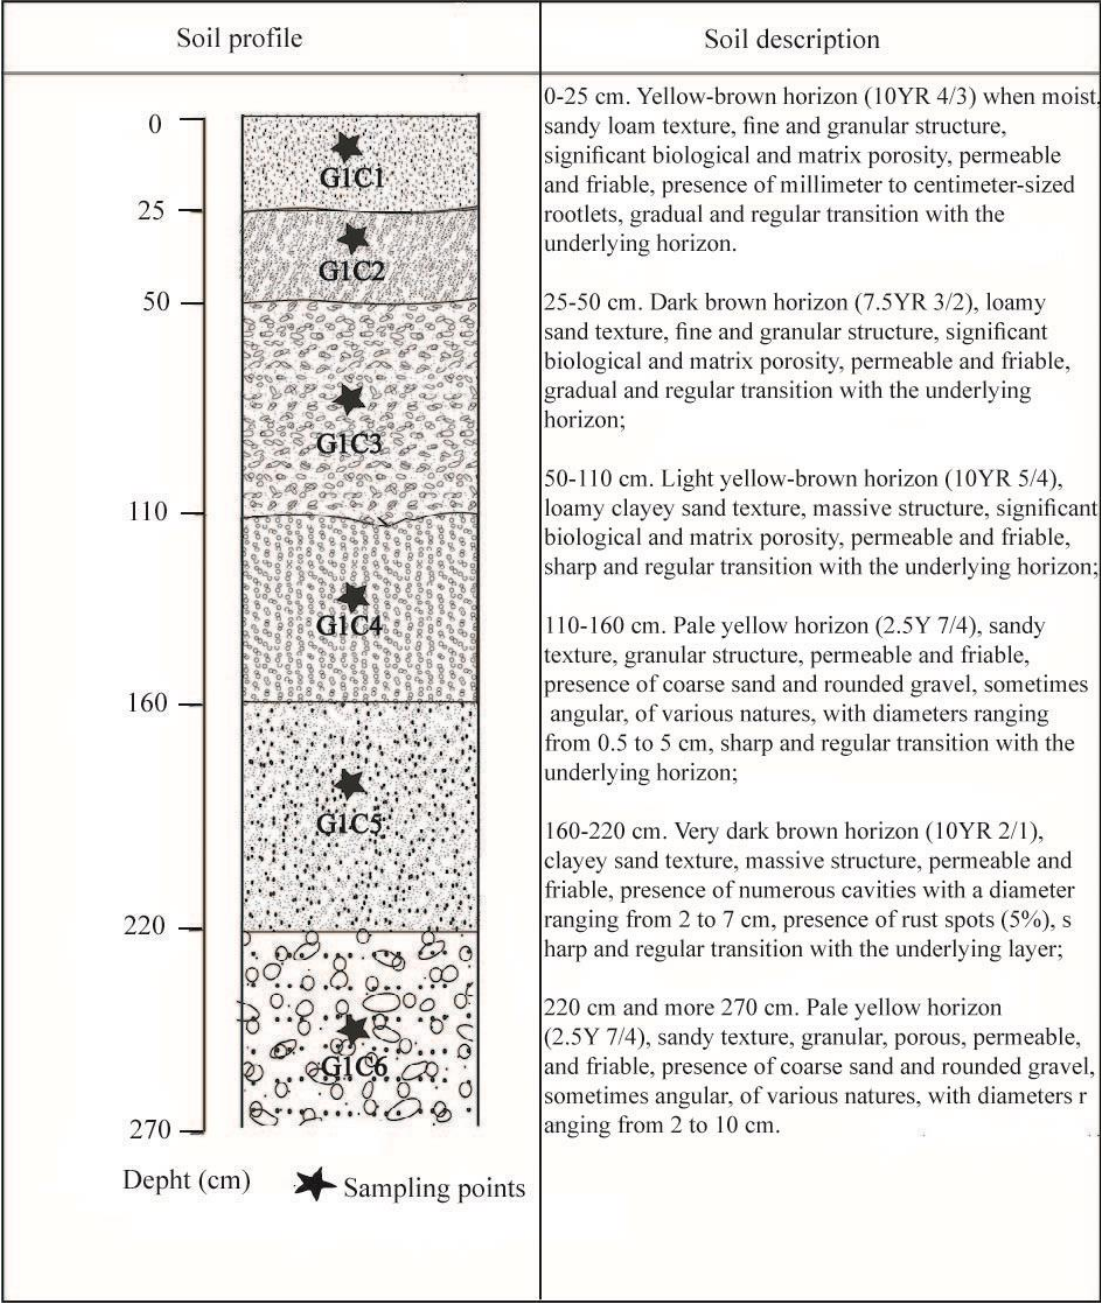 Soil profile
Soil description
0
25
50
110
160
220
270
G1C1
G1C2
G1C3
G1C4
G1C5
G1C6
Depht (cm)
Sampling points
0-25 cm. Yellow-brown horizon (10YR 4/3) when moist,
sandy loam texture, fine and granular structure,
significant biological and matrix porosity, permeable
and friable, presence of millimeter to centimeter-sized
rootlets, gradual and regular transition with the
underlying horizon.
25-50 cm. Dark brown horizon (7.5YR 3/2), loamy
sand texture, fine and granular structure, significant
biological and matrix porosity, permeable and friable,
gradual and regular transition with the underlying
horizon;
50-110 cm. Light yellow-brown horizon (10YR 5/4),
loamy clayey sand texture, massive structure, significant
biological and matrix porosity, permeable and friable,
sharp and regular transition with the underlying horizon;
110-160 cm. Pale yellow horizon (2.5Y 7/4), sandy
texture, granular structure, permeable and friable,
presence of coarse sand and rounded gravel, sometimes
angular, of various natures, with diameters ranging
from 0.5 to 5 cm, sharp and regular transition with the
underlying horizon;
160-220 cm. Very dark brown horizon (10YR 2/1),
clayey sand texture, massive structure, permeable and
friable, presence of numerous cavities with a diameter
ranging from 2 to 7 cm, presence of rust spots (5%), s
harp and regular transition with the underlying layer;
220 cm and more 270 cm. Pale yellow horizon
(2.5Y 7/4), sandy texture, granular, porous, permeable,
and friable, presence of coarse sand and rounded gravel,
sometimes angular, of various natures, with diameters r
anging from 2 to 10 cm.